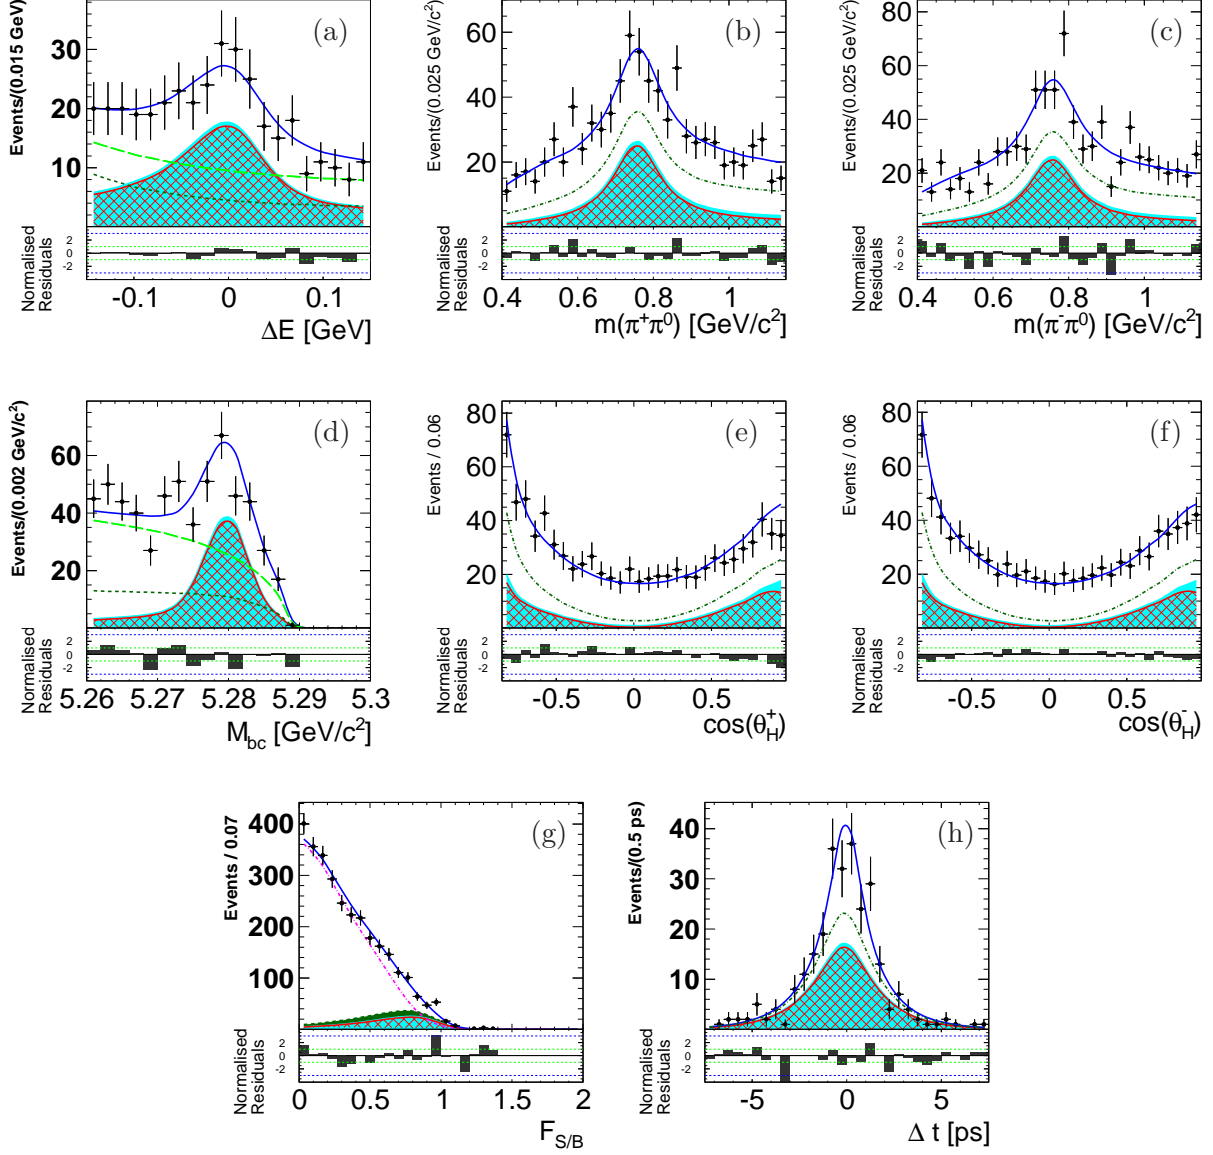 (a)
Events/(0.015 GeV)
30
20
10
Normalised
Residuals
2
0
-2
-0.1 0 0.1
ΔE [GeV]
(b)
Events/(0.025 GeV/c²)
60
40
20
Normalised
Residuals
2
0
-2
0.4 0.6 0.8 1
m(π⁺π⁰) [GeV/c²]
(c)
Events/(0.025 GeV/c²)
80
60
40
20
Normalised
Residuals
2
0
-2
0.4 0.6 0.8 1
m(π⁻π⁰) [GeV/c²]
(d)
Events/(0.002 GeV/c²)
60
40
20
Normalised
Residuals
2
0
-2
5.26 5.27 5.28 5.29 5.3
M_bc [GeV/c²]
(e)
Events / 0.06
80
60
40
20
Normalised
Residuals
2
0
-2
-0.5 0 0.5
cos(θ_H⁺)
(f)
Events / 0.06
80
60
40
20
Normalised
Residuals
2
0
-2
-0.5 0 0.5
cos(θ_H⁻)
(g)
Events / 0.07
400
300
200
100
Normalised
Residuals
2
0
-2
0 0.5 1 1.5 2
F_S/B
(h)
Events/(0.5 ps)
40
30
20
10
Normalised
Residuals
2
0
-2
-5 0 5
Δ t [ps]